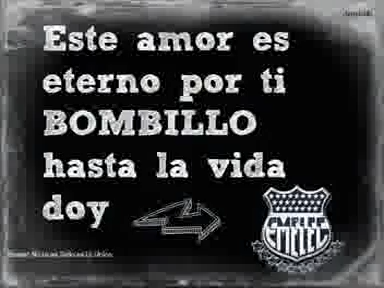 Este amor es
eterno por ti
BOMBILLO
hasta la vida
doy
EMELEC